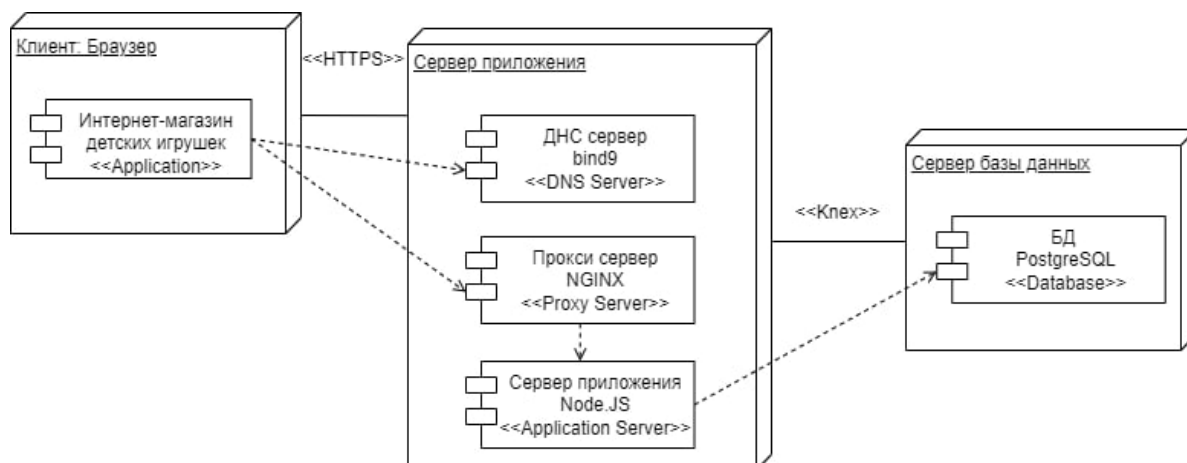 Клиент: Браузер
Интернет-магазин
детских игрушек
<<Application>>
<<HTTPS>>
Сервер приложения
ДНС сервер
bind9
<<DNS Server>>
Прокси сервер
NGINX
<<Proxy Server>>
Сервер приложения
Node.JS
<<Application Server>>
<<Knex>>
Сервер базы данных
БД
PostgreSQL
<<Database>>